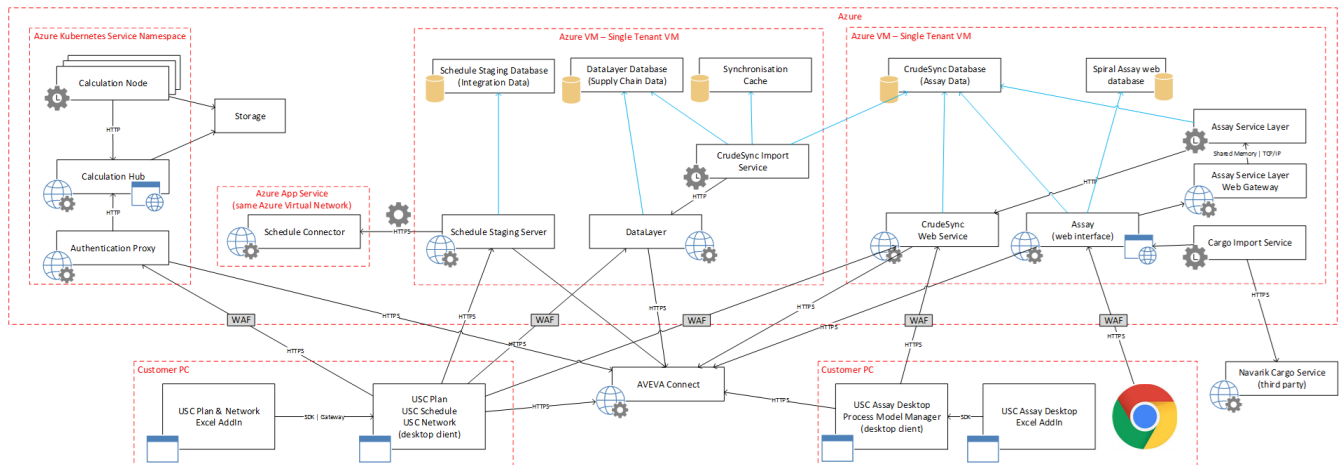 Azure
Azure Kubernetes Service Namespace
Calculation Node
HTTP
Storage
Calculation Hub
HTTP
Authentication Proxy
Azure App Service
(same Azure Virtual Network)
Schedule Connector
HTTPS
Azure VM – Single Tenant VM
Schedule Staging Database
(Integration Data)
DataLayer Database
(Supply Chain Data)
Synchronisation
Cache
CrudeSync Import
Service
HTTP
Schedule Staging Server
DataLayer
Azure VM – Single Tenant VM
CrudeSync Database
(Assay Data)
Spiral Assay web
database
Assay Service Layer
Shared Memory | TCP/IP
HTTP
Assay Service Layer
Web Gateway
CrudeSync
Web Service
Assay
(web interface)
Cargo Import Service
HTTPS
HTTPS
HTTPS
HTTPS
HTTPS
HTTPS
WAF
WAF
WAF
WAF
WAF
WAF
HTTPS
HTTPS
HTTPS
HTTPS
HTTPS
HTTPS
Customer PC
USC Plan & Network
Excel AddIn
SDK | Gateway
USC Plan
USC Schedule
USC Network
(desktop client)
HTTPS
AVEVA Connect
HTTPS
Customer PC
USC Assay Desktop
Process Model Manager
(desktop client)
SDK
USC Assay Desktop
Excel AddIn
Navarik Cargo Service
(third party)